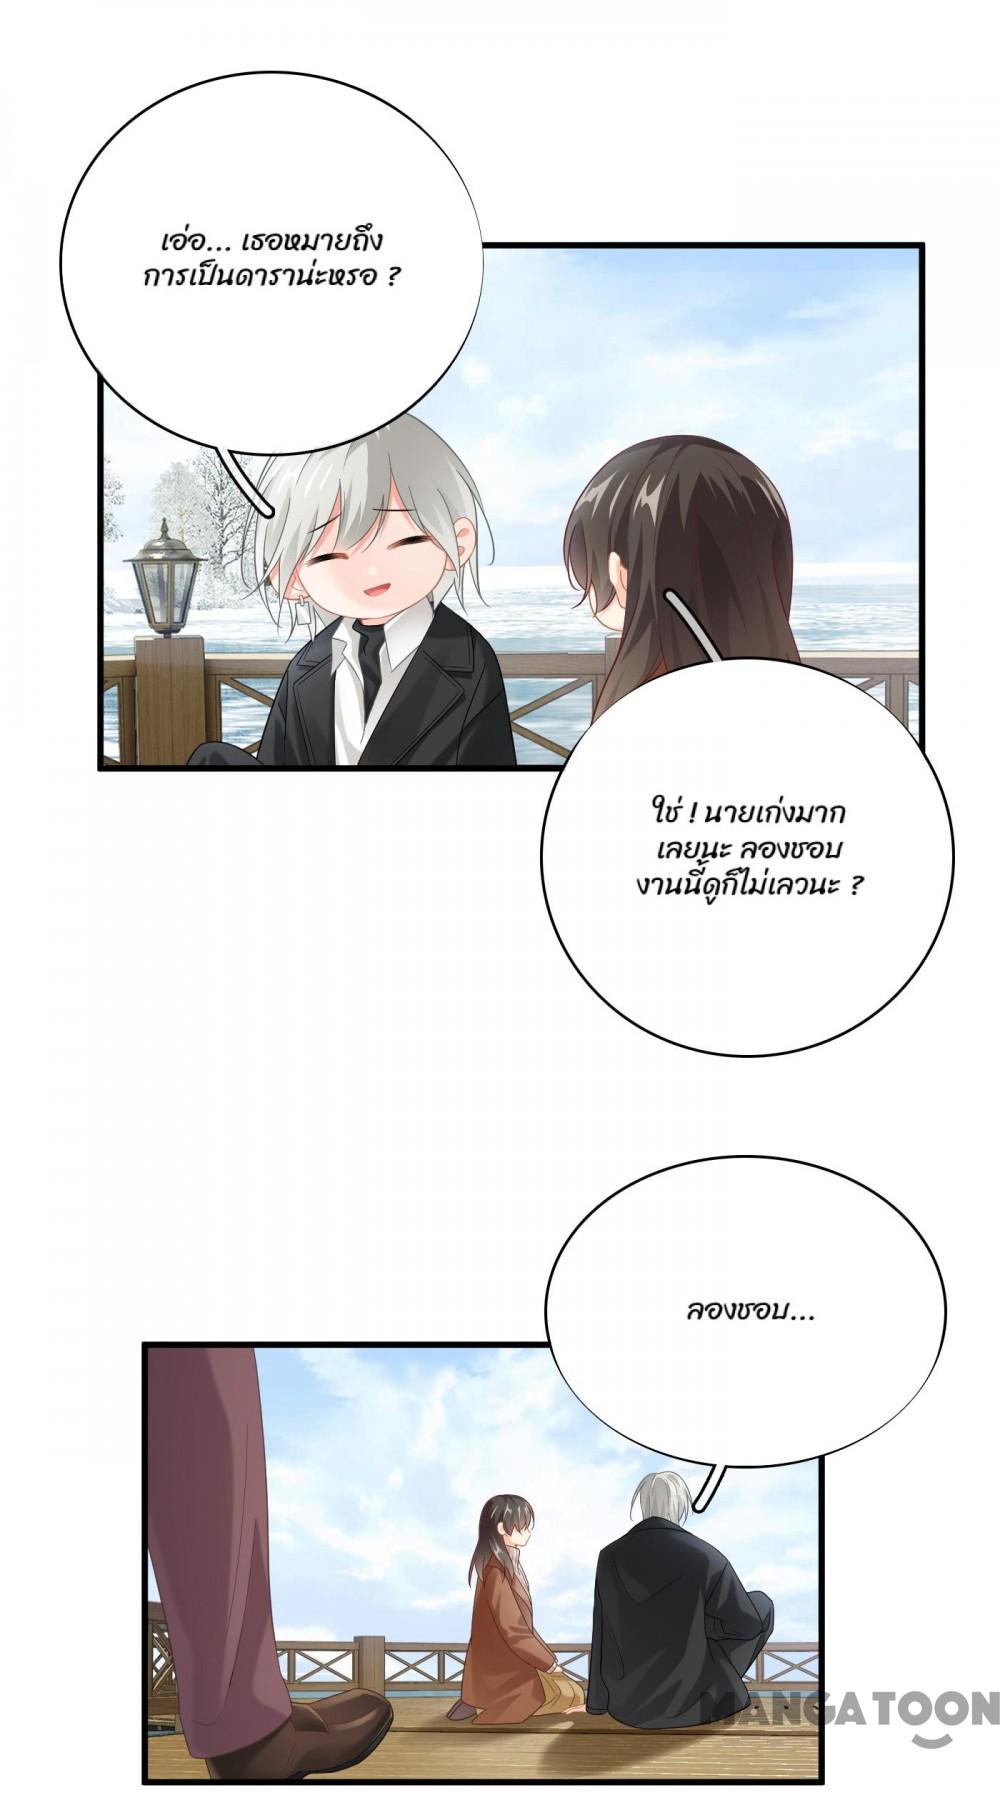 เอ่อ... เธอหมายถึง
การเป็นดาราน่ะหรอ ?
ใช่ ! นายเก่งมาก
เลยนะ ลองชอบ
งานนี้ดูก็ไม่เลวนะ ?
ลองชอบ...
MANGATOON